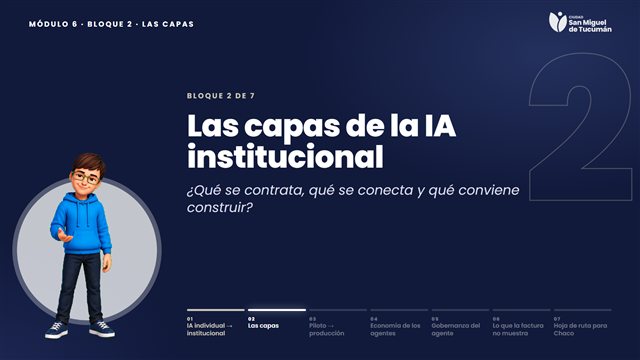 MÓDULO 6 · BLOQUE 2 · LAS CAPAS
CIUDAD
San Miguel
de Tucumán
2
BLOQUE 2 DE 7
Las capas de la IA
institucional
¿Qué se contrata, qué se conecta y qué conviene
construir?
01
IA individual →
institucional
02
Las capas
03
Piloto →
producción
04
Economía de los
agentes
05
Gobernanza del
agente
06
Lo que la factura
no muestra
07
Hoja de ruta para
Chaco